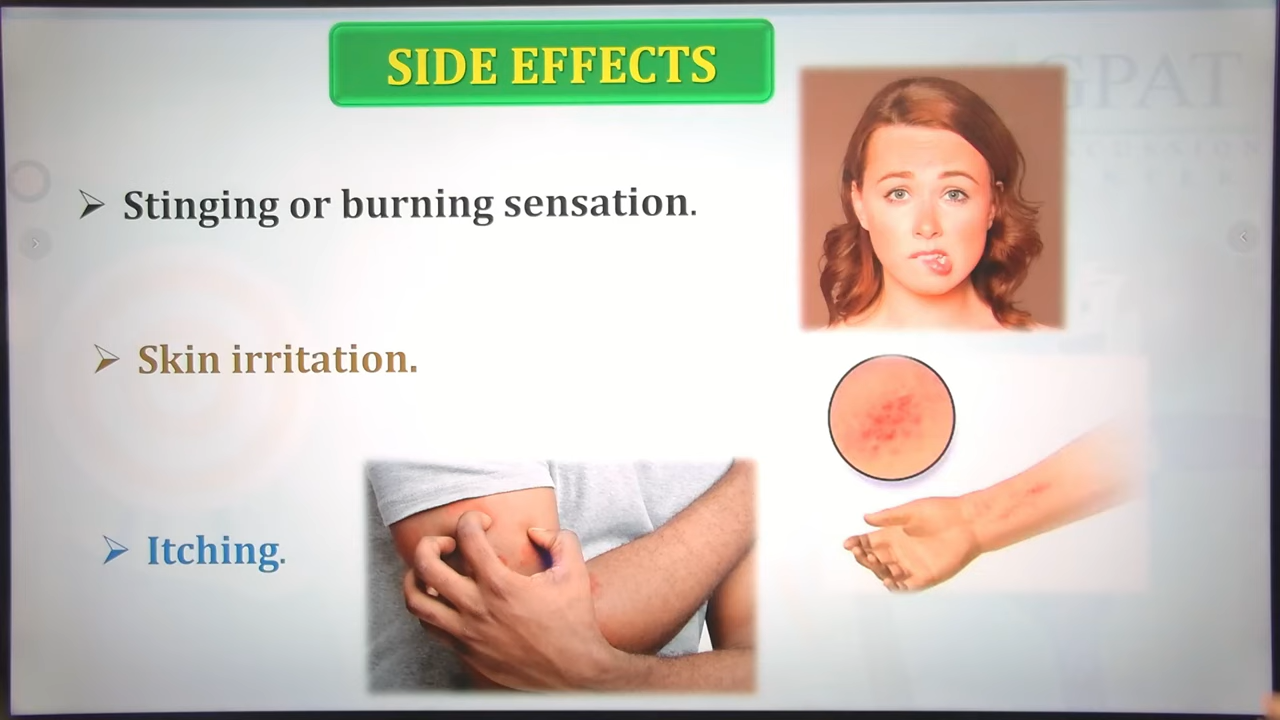 SIDE EFFECTS
GPAT
Stinging or burning sensation.
Skin irritation.
Itching.